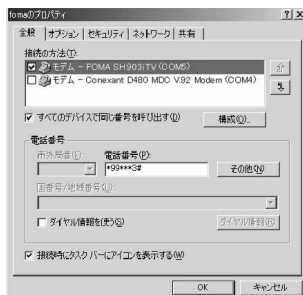 fomaのプロパティ
全般 オプション セキュリティ ネットワーク 共有
接続の方法(T):
モデム - FOMA SH903iTV (COM5)
モデム - Conexant D480 MDC V.92 Modem (COM4)
すべてのデバイスで同じ番号を呼び出す(D) 構成(O)...
電話番号
市外局番(E): 電話番号(P):
*99***3# その他(N)
国番号/地域番号(U):
ダイヤル情報を使う(S) ダイヤル情報(R)
接続時にタスク バーにアイコンを表示する(W)
OK キャンセル